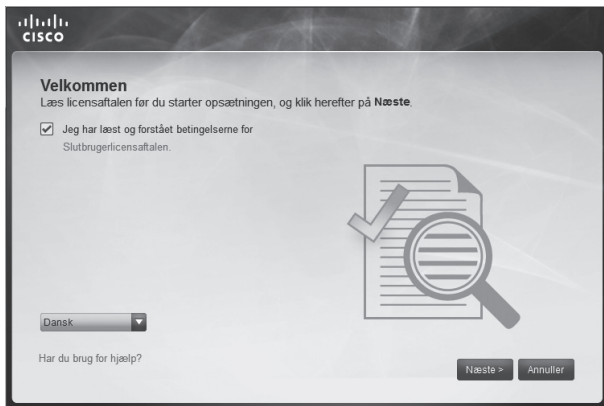 CISCO
Velkommen
Læs licensaftalen før du starter opsætningen, og klik herefter på Næste.
Jeg har læst og forstået betingelserne for
Slutbrugerlicensaftalen.
Dansk
Har du brug for hjælp?
Næste >
Annuller